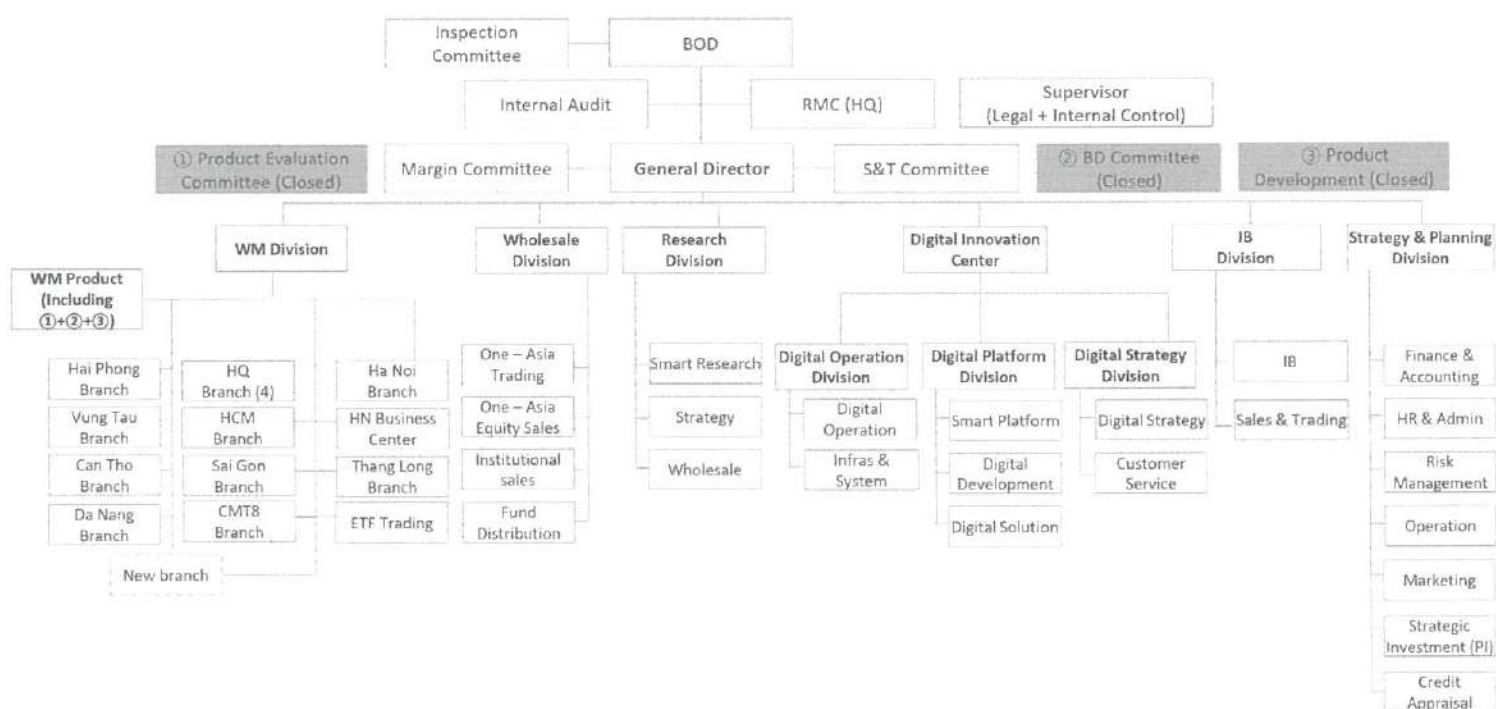 Inspection
Committee
BOD
Internal Audit
RMC (HQ)
Supervisor
(Legal + Internal Control)
① Product Evaluation
Committee (Closed)
Margin Committee
General Director
S&T Committee
② BD Committee
(Closed)
③ Product
Development (Closed)
WM Division
Wholesale
Division
Research
Division
Digital Innovation
Center
IB
Division
Strategy & Planning
Division
WM Product
(Including
①+②+③)
Hai Phong
Branch
Vung Tau
Branch
Can Tho
Branch
Da Nang
Branch
HQ
Branch (4)
HCM
Branch
Sai Gon
Branch
CMT8
Branch
Ha Noi
Branch
HN Business
Center
Thang Long
Branch
ETF Trading
New branch
One – Asia
Trading
One – Asia
Equity Sales
Institutional
sales
Fund
Distribution
Smart Research
Strategy
Wholesale
Digital Operation
Division
Digital
Operation
Infras &
System
Digital Platform
Division
Smart Platform
Digital
Development
Digital Solution
Digital Strategy
Division
Digital Strategy
Customer
Service
IB
Sales & Trading
Finance &
Accounting
HR & Admin
Risk
Management
Operation
Marketing
Strategic
Investment (PI)
Credit
Appraisal